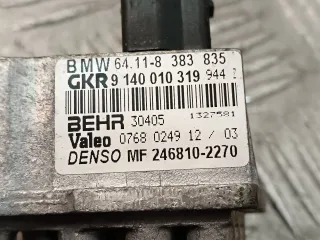 BMW 64.11-8 383 835
GKR 9 140 010 319 944
BEHR 30405 1327581
Valeo 0768 0249 12 / 03
DENSO MF 246810-2270